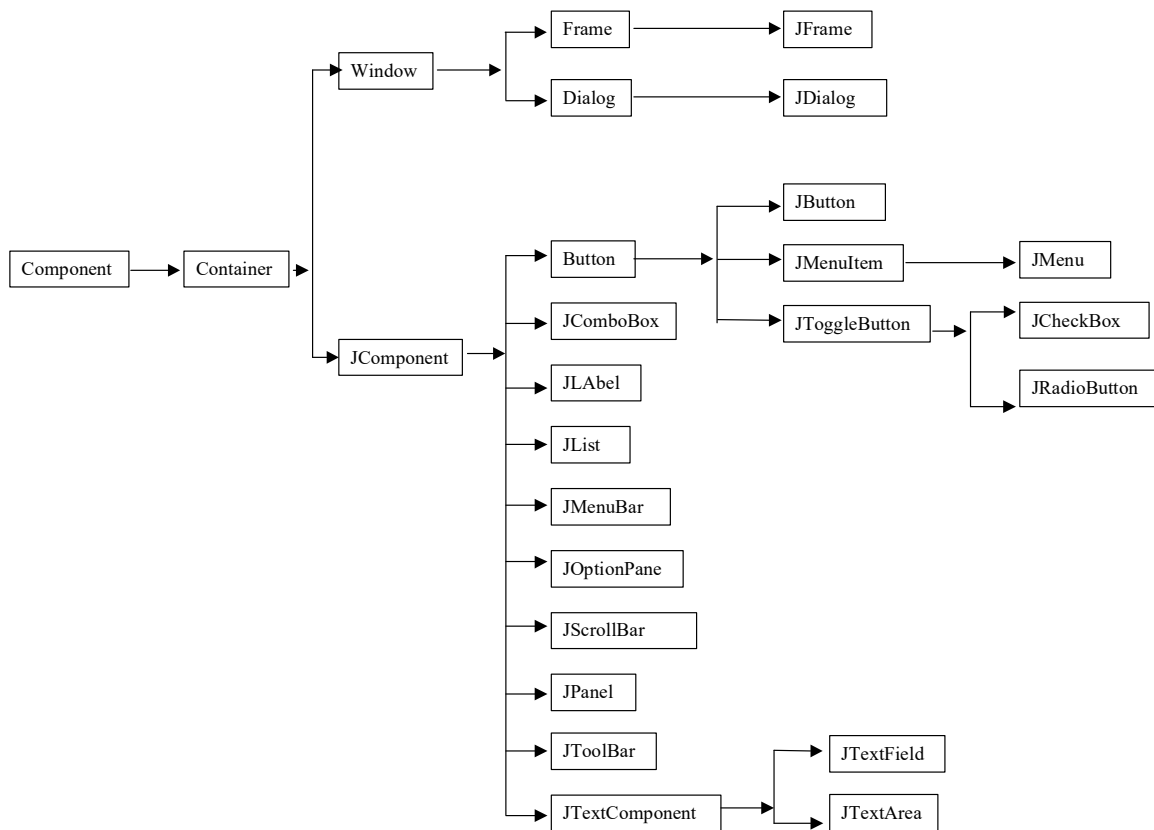 Frame
JFrame
Window
Dialog
JDialog
JButton
Component
Container
Button
JMenuItem
JMenu
JComboBox
JToggleButton
JCheckBox
JComponent
JLAbel
JRadioButton
JList
JMenuBar
JOptionPane
JScrollBar
JPanel
JToolBar
JTextField
JTextComponent
JTextArea